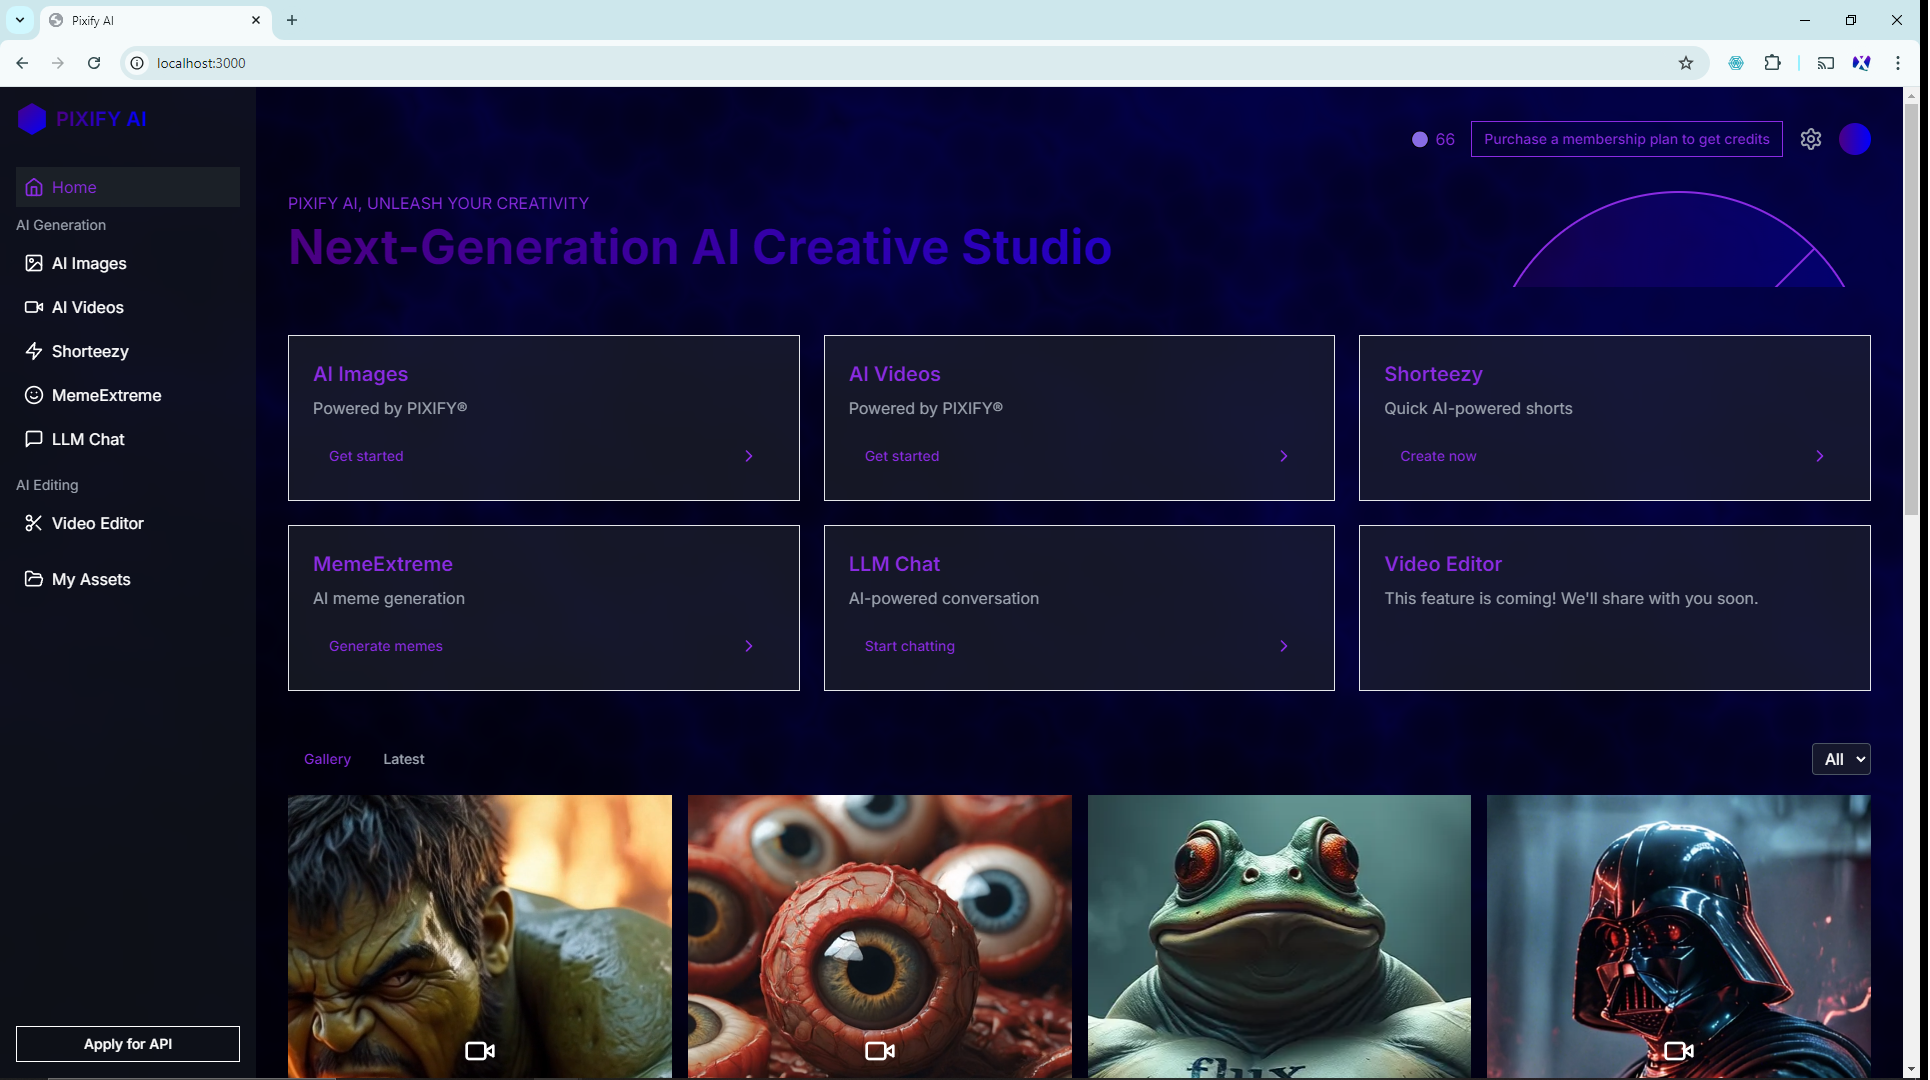 Pixify AI
localhost:3000
PIXIFY AI
66
Purchase a membership plan to get credits
Home
AI Generation
AI Images
AI Videos
Shorteezy
MemeExtreme
LLM Chat
AI Editing
Video Editor
My Assets
Apply for API
PIXIFY AI, UNLEASH YOUR CREATIVITY
Next-Generation AI Creative Studio
AI Images
Powered by PIXIFY®
Get started
AI Videos
Powered by PIXIFY®
Get started
Shorteezy
Quick AI-powered shorts
Create now
MemeExtreme
AI meme generation
Generate memes
LLM Chat
AI-powered conversation
Start chatting
Video Editor
This feature is coming! We'll share with you soon.
Gallery
Latest
All
flux